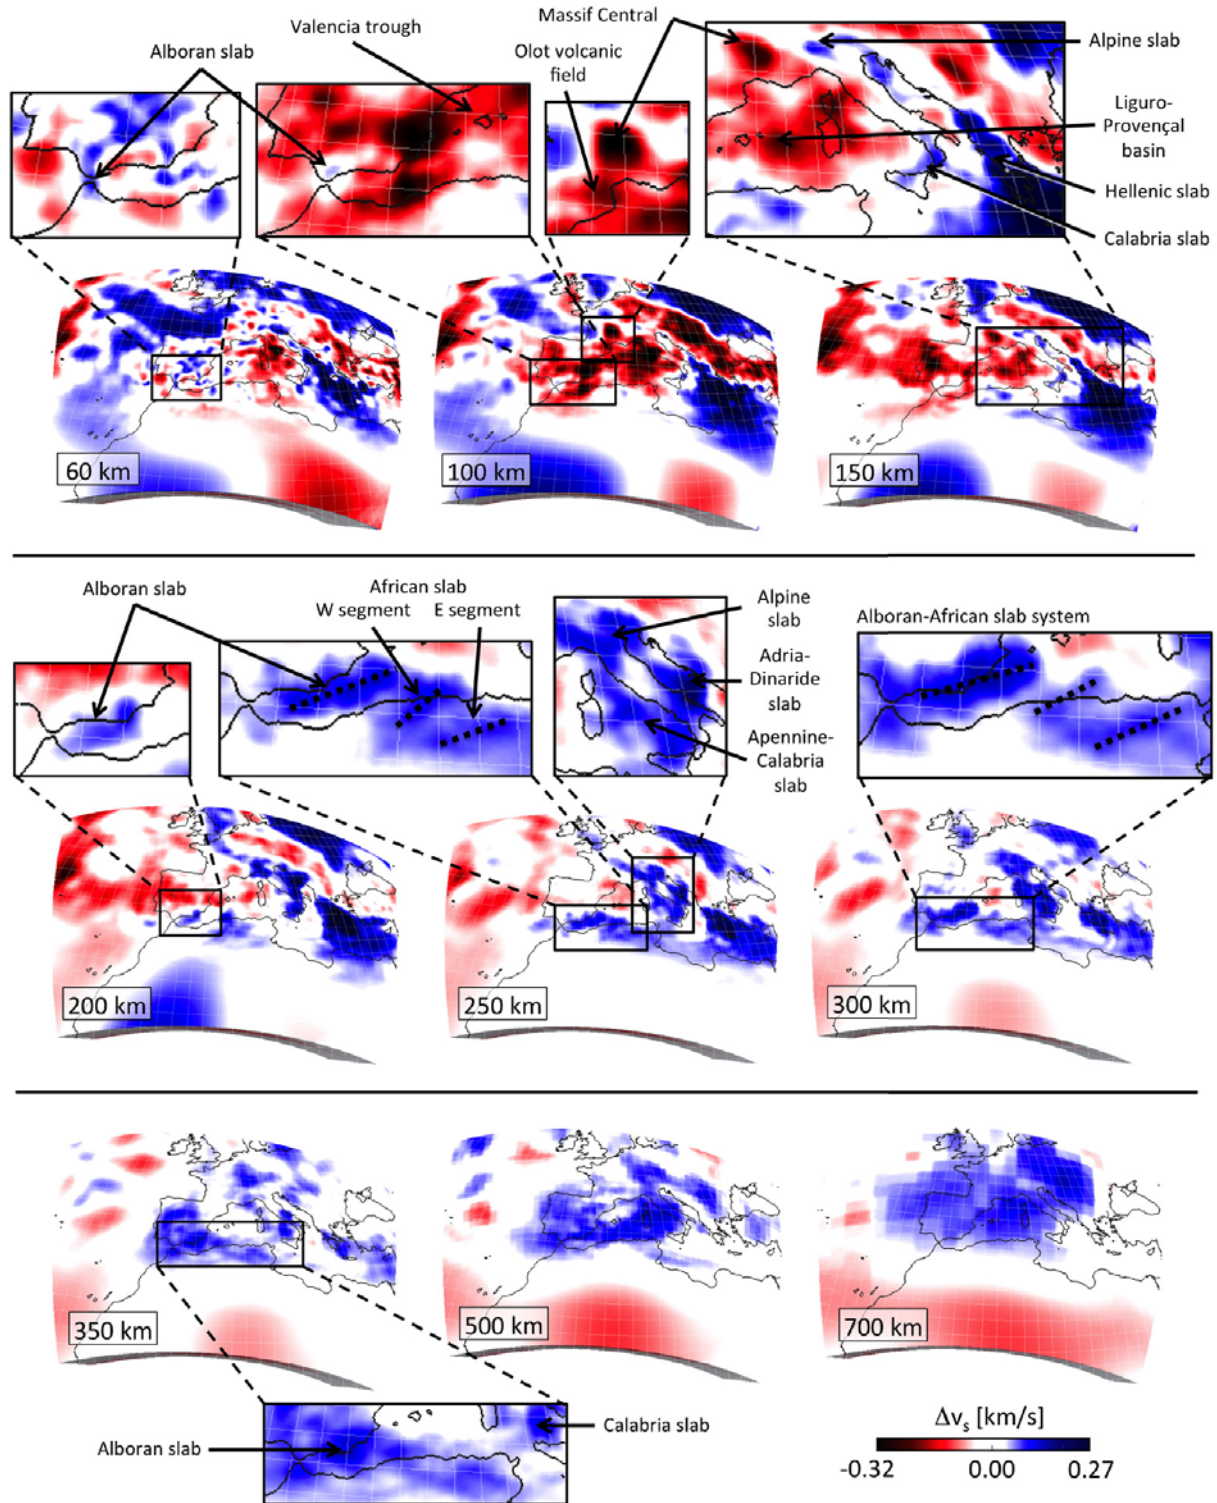 Massif Central
Valencia trough
Alboran slab
Olot volcanic
field
Alpine slab
Liguro-
Provençal
basin
Hellenic slab
Calabria slab
60 km
100 km
150 km
Alboran slab
African slab
W segment
E segment
Alpine
slab
Adria-
Dinaride
slab
Apennine-
Calabria
slab
Alboran-African slab system
200 km
250 km
300 km
350 km
500 km
700 km
Alboran slab
Calabria slab
Δvs [km/s]
-0.32
0.00
0.27